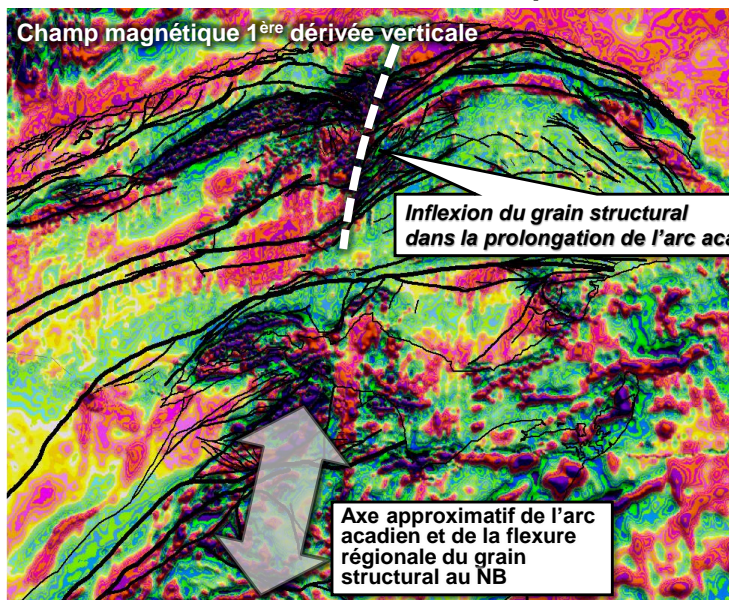 Champ magnétique 1ère dérivée verticale
Inflexion du grain structural
dans la prolongation de l'arc aca
Axe approximatif de l'arc
acadien et de la flexure
régionale du grain
structural au NB